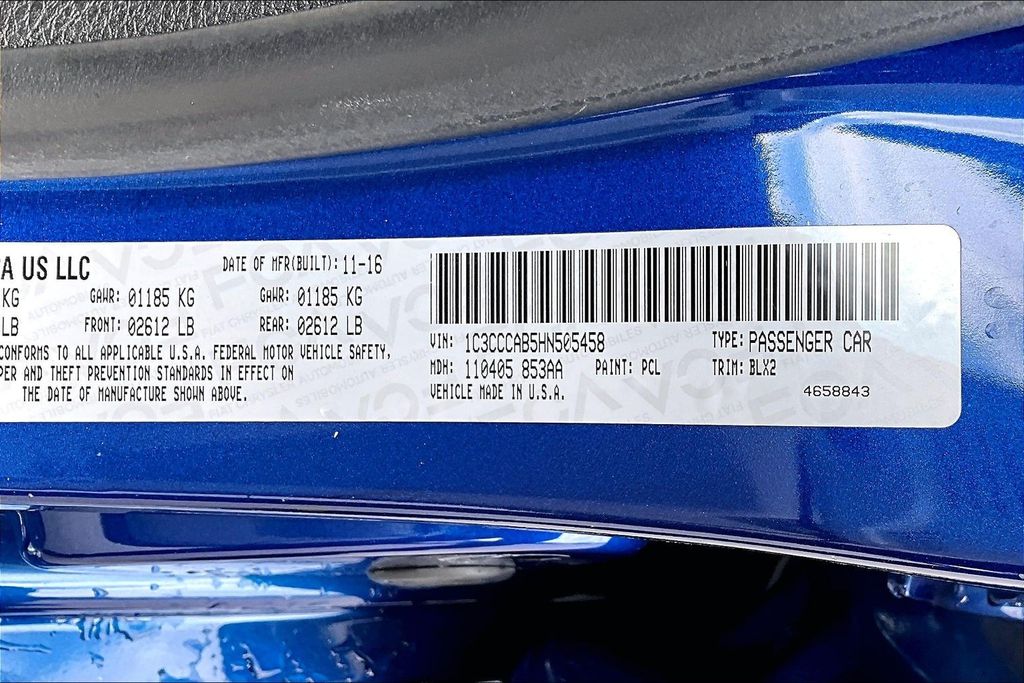 A US LLC
DATE OF MFR(BUILT): 11-16
KG GAWR: 01185 KG GAWR: 01185 KG
LB FRONT: 02612 LB REAR: 02612 LB
CONFORMS TO ALL APPLICABLE U.S.A. FEDERAL MOTOR VEHICLE SAFETY,
PER AND THEFT PREVENTION STANDARDS IN EFFECT ON
THE DATE OF MANUFACTURE SHOWN ABOVE.
VIN: 1C3CCCAB5HN505458 TYPE: PASSENGER CAR
MDH: 110405 853AA PAINT: PCL TRIM: BLX2
VEHICLE MADE IN U.S.A. 4658843